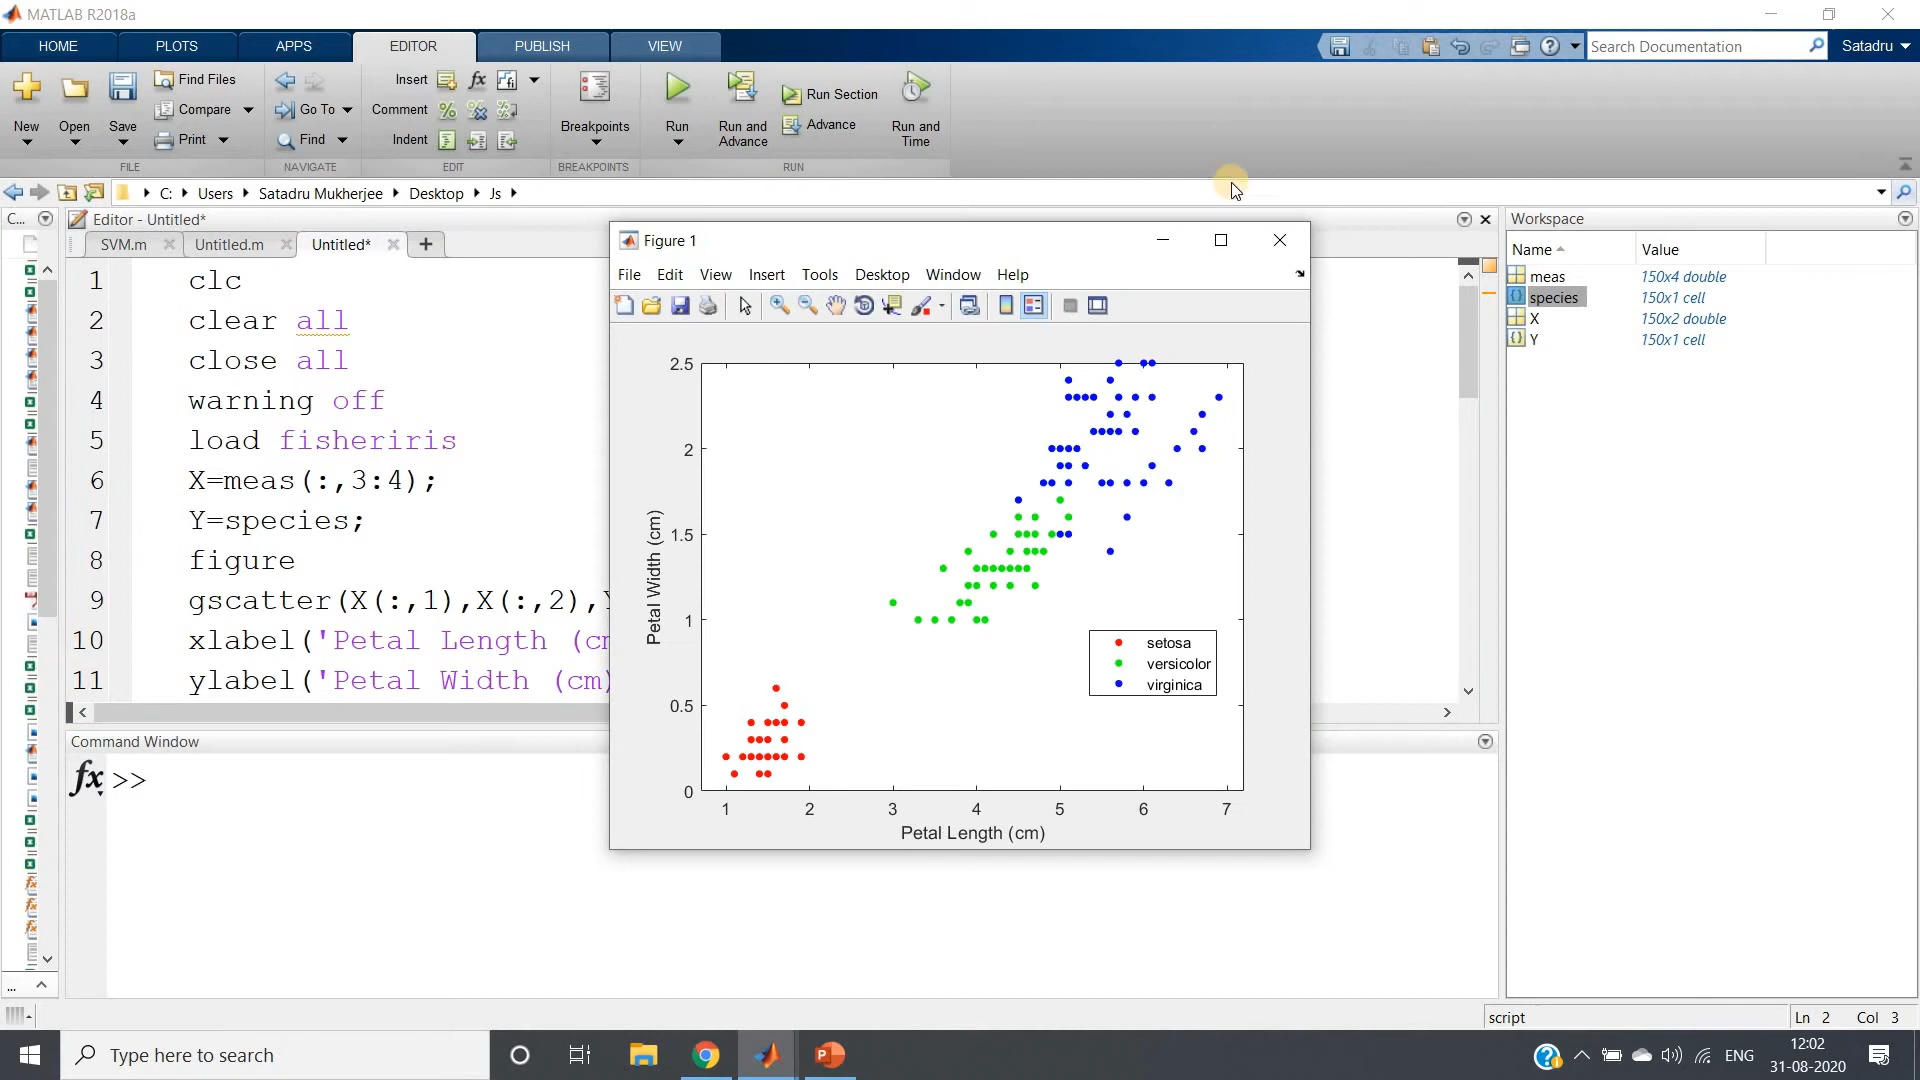 MATLAB R2018a
HOME PLOTS APPS EDITOR PUBLISH VIEW
Search Documentation
Satadru
New
Open
Save
Find Files
Compare
Print
FILE
Go To
Find
NAVIGATE
Insert
fx
Comment
Indent
EDIT
Breakpoints
BREAKPOINTS
Run
Run and Advance
Run Section
Advance
Run and Time
RUN
C: Users Satadru Mukherjee Desktop Js
C...
Editor - Untitled*
SVM.m Untitled.m Untitled*
1 clc
2 clear all
3 close all
4 warning off
5 load fisheriris
6 X=meas(:,3:4);
7 Y=species;
8 figure
9 gscatter(X(:,1),X(:,2),
10 xlabel('Petal Length (
11 ylabel('Petal Width (cm)
Command Window
fx >>
Figure 1
File Edit View Insert Tools Desktop Window Help
2.5
2
1.5
1
0.5
0
Petal Width (cm)
1 2 3 4 5 6 7
Petal Length (cm)
setosa
versicolor
virginica
Workspace
Name Value
meas 150x4 double
species 150x1 cell
X 150x2 double
Y 150x1 cell
...
script
Ln 2 Col 3
Type here to search
ENG
12:02
31-08-2020